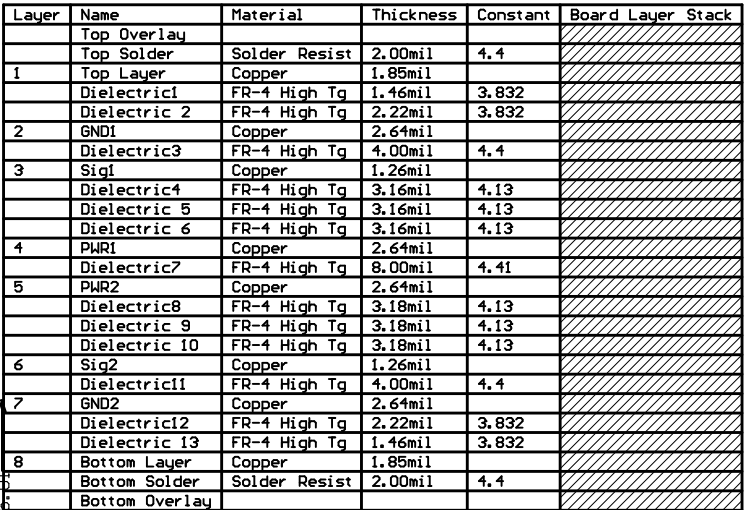 Layer Name Material Thickness Constant Board Layer Stack
Top Overlay
Top Solder Solder Resist 2.00mil 4.4
1 Top Layer Copper 1.85mil
Dielectric1 FR-4 High Tg 1.46mil 3.832
Dielectric 2 FR-4 High Tg 2.22mil 3.832
2 GND1 Copper 2.64mil
Dielectric3 FR-4 High Tg 4.00mil 4.4
3 Sig1 Copper 1.26mil
Dielectric4 FR-4 High Tg 3.16mil 4.13
Dielectric 5 FR-4 High Tg 3.16mil 4.13
Dielectric 6 FR-4 High Tg 3.16mil 4.13
4 PWR1 Copper 2.64mil
Dielectric7 FR-4 High Tg 8.00mil 4.41
5 PWR2 Copper 2.64mil
Dielectric8 FR-4 High Tg 3.18mil 4.13
Dielectric 9 FR-4 High Tg 3.18mil 4.13
Dielectric 10 FR-4 High Tg 3.18mil 4.13
6 Sig2 Copper 1.26mil
Dielectric11 FR-4 High Tg 4.00mil 4.4
7 GND2 Copper 2.64mil
Dielectric12 FR-4 High Tg 2.22mil 3.832
Dielectric 13 FR-4 High Tg 1.46mil 3.832
8 Bottom Layer Copper 1.85mil
Bottom Solder Solder Resist 2.00mil 4.4
Bottom Overlay